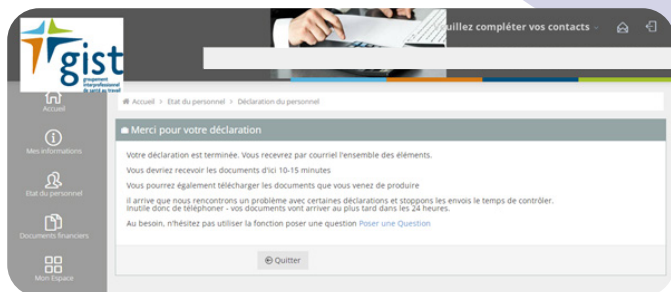 uillez compléter vos contacts
gist
groupement
interprofessionnel
de santé au travail
Accueil
Accueil > Etat du personnel > Déclaration du personnel
Merci pour votre déclaration
Mes informations
Votre déclaration est terminée. Vous recevrez par courriel l'ensemble des éléments.
Vous devriez recevoir les documents d'ici 10-15 minutes
Vous pourrez également télécharger les documents que vous venez de produire
Etat du personnel
il arrive que nous rencontrons un problème avec certaines déclarations et stoppons les envois le temps de contrôler.
Inutile donc de téléphoner - vos documents vont arriver au plus tard dans les 24 heures.
Au besoin, n'hésitez pas utiliser la fonction poser une question Poser une Question
Documents financiers
Quitter
Mon Espace